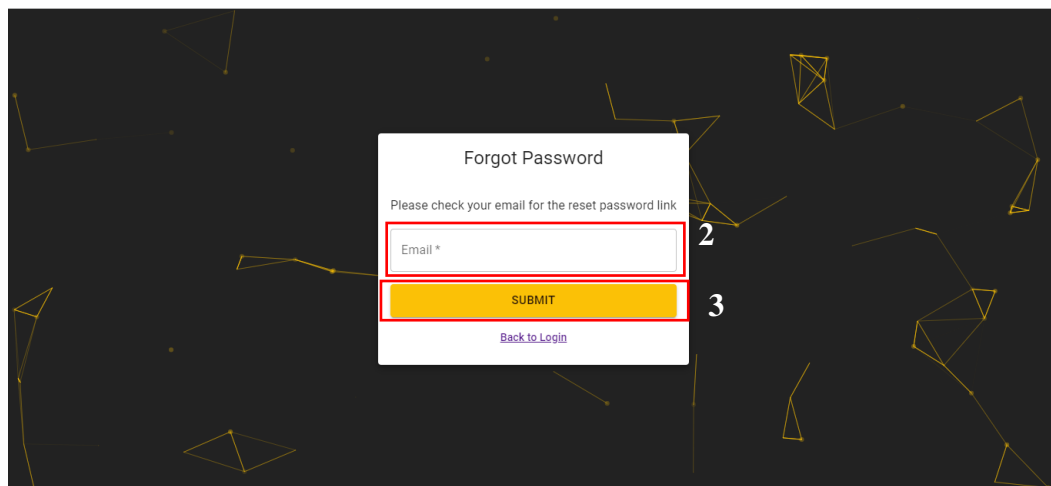 Forgot Password
Please check your email for the reset password link
Email *
2
SUBMIT
3
Back to Login